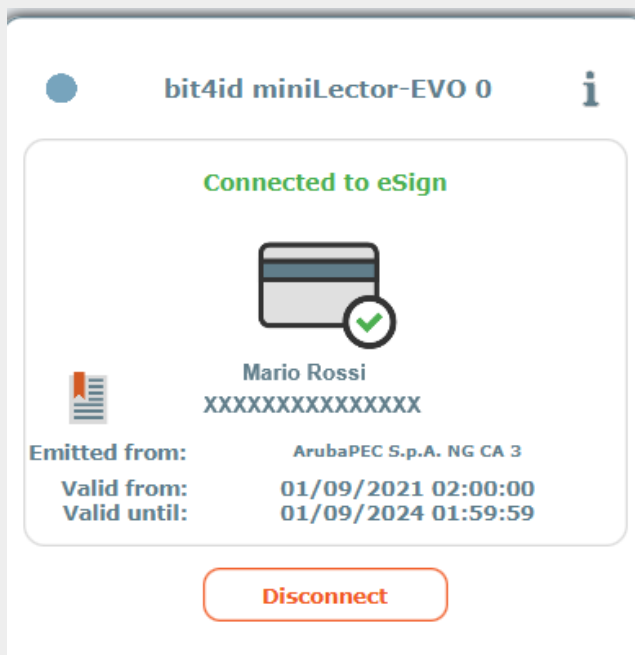 bit4id miniLector-EVO 0
Connected to eSign
Mario Rossi
XXXXXXXXXXXXXXX
Emitted from: ArubaPEC S.p.A. NG CA 3
Valid from: 01/09/2021 02:00:00
Valid until: 01/09/2024 01:59:59
Disconnect